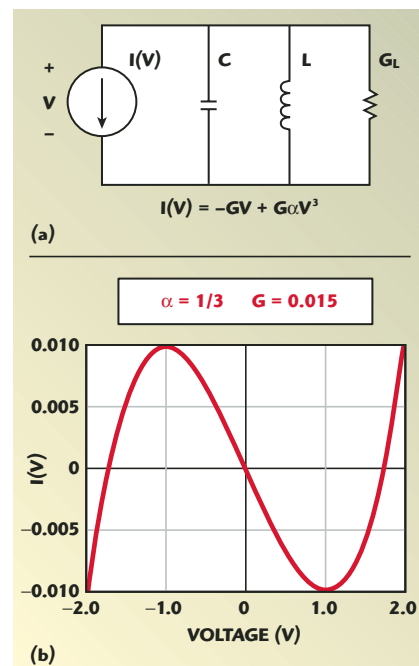 I(V) C L G_L
+
V
−
I(V) = –GV + GαV³
(a)
α = 1/3 G = 0.015
0.010
0.005
0
−0.005
−0.010
I(V)
−2.0 −1.0 0 1.0 2.0
VOLTAGE (V)
(b)